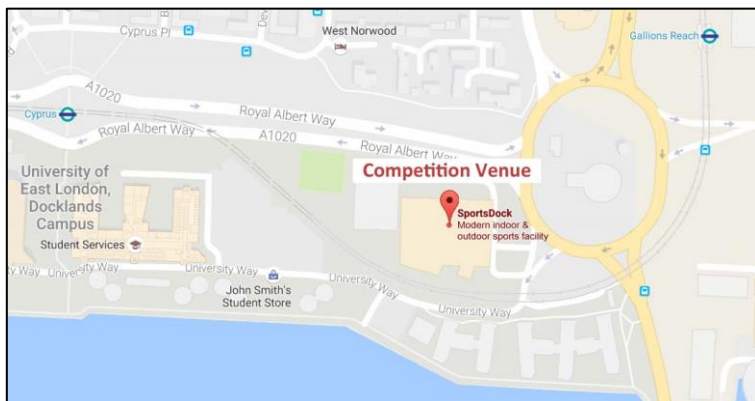 Cyprus Pl
West Norwood
Gallions Reach
A1020
Royal Albert Way
Cyprus
Royal Albert Way
A1020
Royal Albert Way
Competition Venue
University of
East London,
Docklands
Campus
SportsDock
Modern indoor &
outdoor sports facility
Student Services
University Way
University Way
John Smith's
Student Store
University Way
University Way